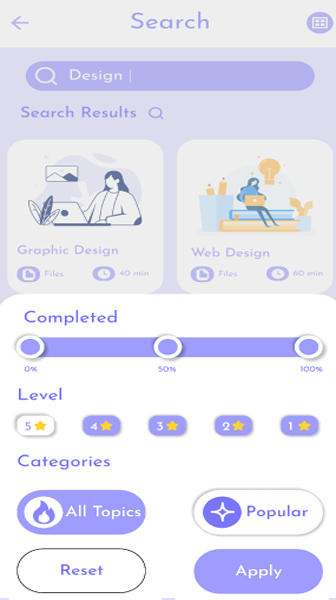 Search
Design |
Search Results
Graphic Design
Web Design
Files
40 min
Files
60 min
Completed
0%
50%
100%
Level
5
4
3
2
1
Categories
All Topics
Popular
Reset
Apply